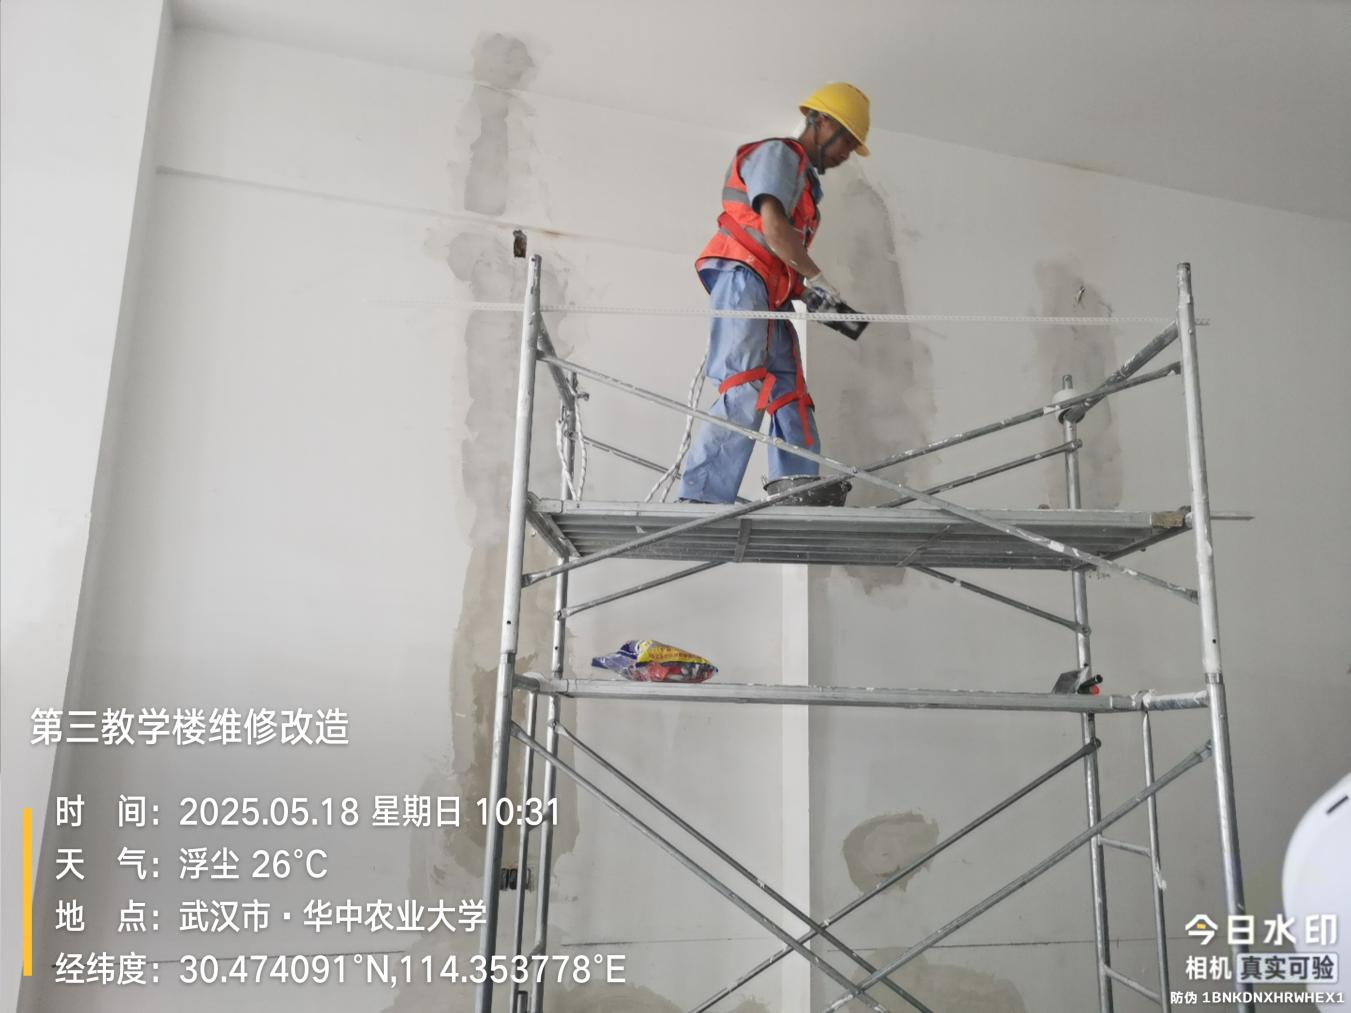 第三教学楼维修改造
时 间：2025.05.18 星期日 10:31
天 气：浮尘 26°C
地 点：武汉市·华中农业大学
经纬度：30.474091°N,114.353778°E
今日水印
相机 真实可验
防伪 1BNKDNXHRWHEX1